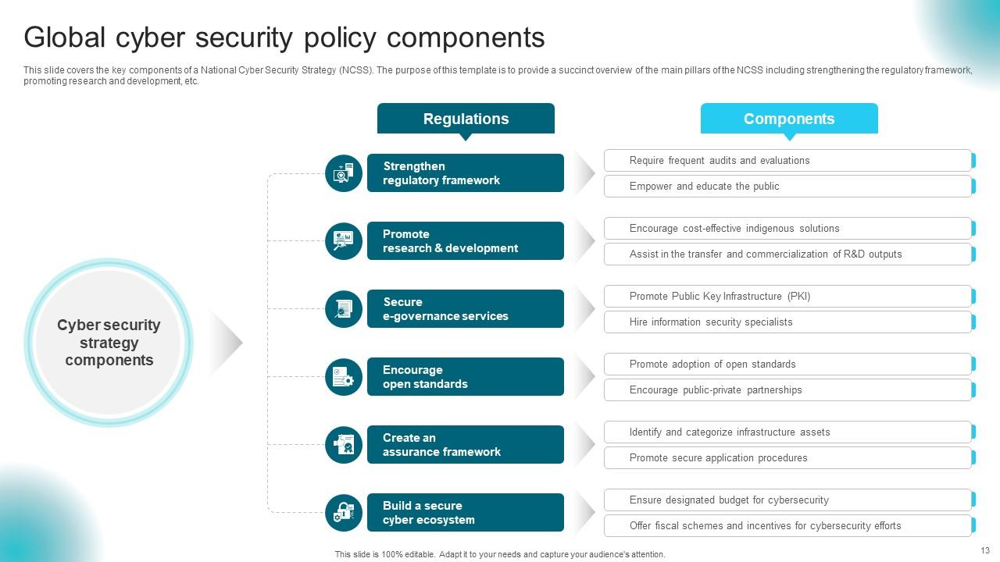 Global cyber security policy components
This slide covers the key components of a National Cyber Security Strategy (NCSS). The purpose of this template is to provide a succinct overview of the main pillars of the NCSS including strengthening the regulatory framework,
promoting research and development, etc.
Regulations
Components
Cyber security
strategy
components
Strengthen
regulatory framework
Require frequent audits and evaluations
Empower and educate the public
Promote
research & development
Encourage cost-effective indigenous solutions
Assist in the transfer and commercialization of R&D outputs
Secure
e-governance services
Promote Public Key Infrastructure (PKI)
Hire information security specialists
Encourage
open standards
Promote adoption of open standards
Encourage public-private partnerships
Create an
assurance framework
Identify and categorize infrastructure assets
Promote secure application procedures
Build a secure
cyber ecosystem
Ensure designated budget for cybersecurity
Offer fiscal schemes and incentives for cybersecurity efforts
This slide is 100% editable. Adapt it to your needs and capture your audience's attention.
13